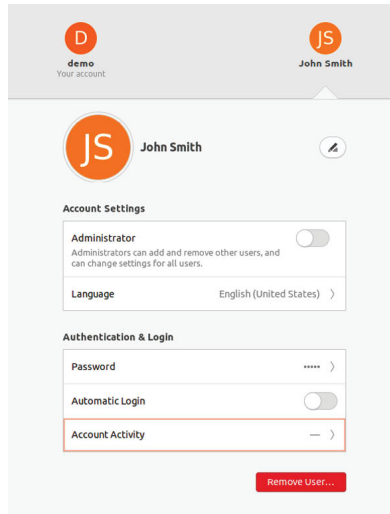 D
demo
Your account
JS
John Smith
JS
John Smith
Account Settings
Administrator
Administrators can add and remove other users, and
can change settings for all users.
Language
English (United States)
Authentication & Login
Password
•••••
Automatic Login
Account Activity
—
Remove User...